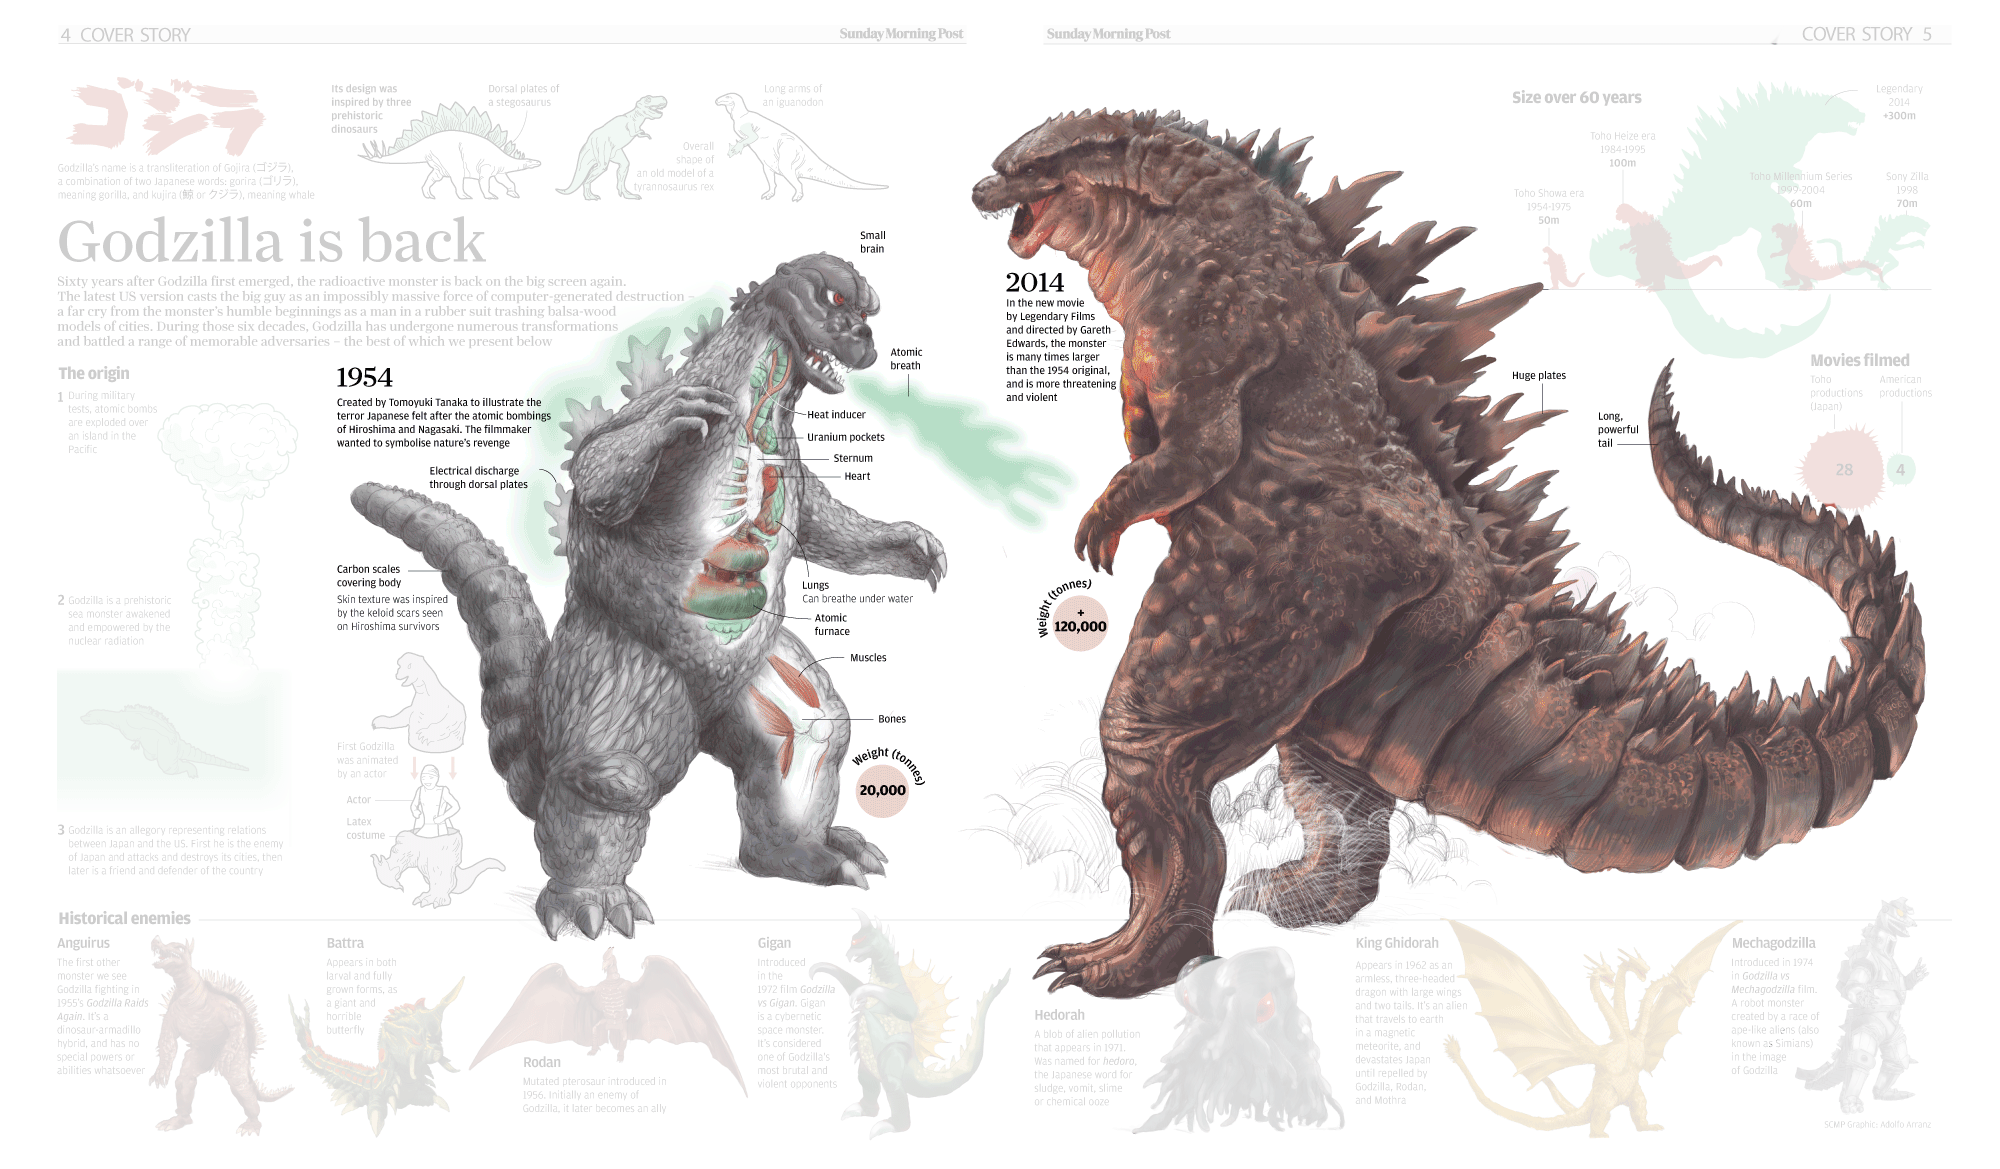 4 COVER STORY
Sunday Morning Post
Sunday Morning Post
COVER STORY 5
ゴジラ
Godzilla's name is a transliteration of Gojira (ゴジラ),
a combination of two Japanese words: gorira (ゴリラ),
meaning gorilla, and kujira (鯨 or クジラ), meaning whale
Its design was
inspired by three
prehistoric
dinosaurs
Dorsal plates of
a stegosaurus
Overall
shape of
an old model of a
tyrannosaurus rex
Long arms of
an iguanodon
Godzilla is back
Sixty years after Godzilla first emerged, the radioactive monster is back on the big screen again.
The latest US version casts the big guy as an impossibly massive force of computer-generated destruction –
a far cry from the monster's humble beginnings as a man in a rubber suit trashing balsa-wood
models of cities. During those six decades, Godzilla has undergone numerous transformations
and battled a range of memorable adversaries – the best of which we present below
The origin
1 During military
tests, atomic bombs
are exploded over
an island in the
Pacific
2 Godzilla is a prehistoric
sea monster awakened
and empowered by the
nuclear radiation
3 Godzilla is an allegory representing relations
between Japan and the US. First he is the enemy
of Japan and attacks and destroys its cities, then
later is a friend and defender of the country
1954
Created by Tomoyuki Tanaka to illustrate the
terror Japanese felt after the atomic bombings
of Hiroshima and Nagasaki. The filmmaker
wanted to symbolise nature's revenge
Electrical discharge
through dorsal plates
Carbon scales
covering body
Skin texture was inspired
by the keloid scars seen
on Hiroshima survivors
First Godzilla
was animated
by an actor
Actor
Latex
costume
Small
brain
Atomic
breath
Heat inducer
Uranium pockets
Sternum
Heart
Lungs
Can breathe under water
Atomic
furnace
Muscles
Bones
Weight (tonnes)
20,000
2014
In the new movie
by Legendary Films
and directed by Gareth
Edwards, the monster
is many times larger
than the 1954 original,
and is more threatening
and violent
Weight (tonnes)
+
120,000
Huge plates
Long,
powerful
tail
Size over 60 years
Toho Showa era
1954-1975
50m
Toho Heize era
1984-1995
100m
Toho Millennium Series
1999-2004
60m
Sony Zilla
1998
70m
Legendary
2014
+300m
Movies filmed
Toho
productions
(Japan)
American
productions
28
4
Historical enemies
Anguirus
The first other
monster we see
Godzilla fighting in
1955's Godzilla Raids
Again. It's a
dinosaur-armadillo
hybrid, and has no
special powers or
abilities whatsoever
Battra
Appears in both
larval and fully
grown forms, as
a giant and
horrible
butterfly
Rodan
Mutated pterosaur introduced in
1956. Initially an enemy of
Godzilla, it later becomes an ally
Gigan
Introduced
in the
1972 film Godzilla
vs Gigan. Gigan
is a cybernetic
space monster.
It's considered
one of Godzilla's
most brutal and
violent opponents
Hedorah
A blob of alien pollution
that appears in 1971.
Was named for hedoro,
the Japanese word for
sludge, vomit, slime
or chemical ooze
King Ghidorah
Appears in 1962 as an
armless, three-headed
dragon with large wings
and two tails. It's an alien
that travels to earth
in a magnetic
meteorite, and
devastates Japan
until repelled by
Godzilla, Rodan,
and Mothra
Mechagodzilla
Introduced in 1974
in Godzilla vs
Mechagodzilla film.
A robot monster
created by a race of
ape-like aliens (also
known as Simians)
in the image
of Godzilla
SCMP Graphic: Adolfo Arranz